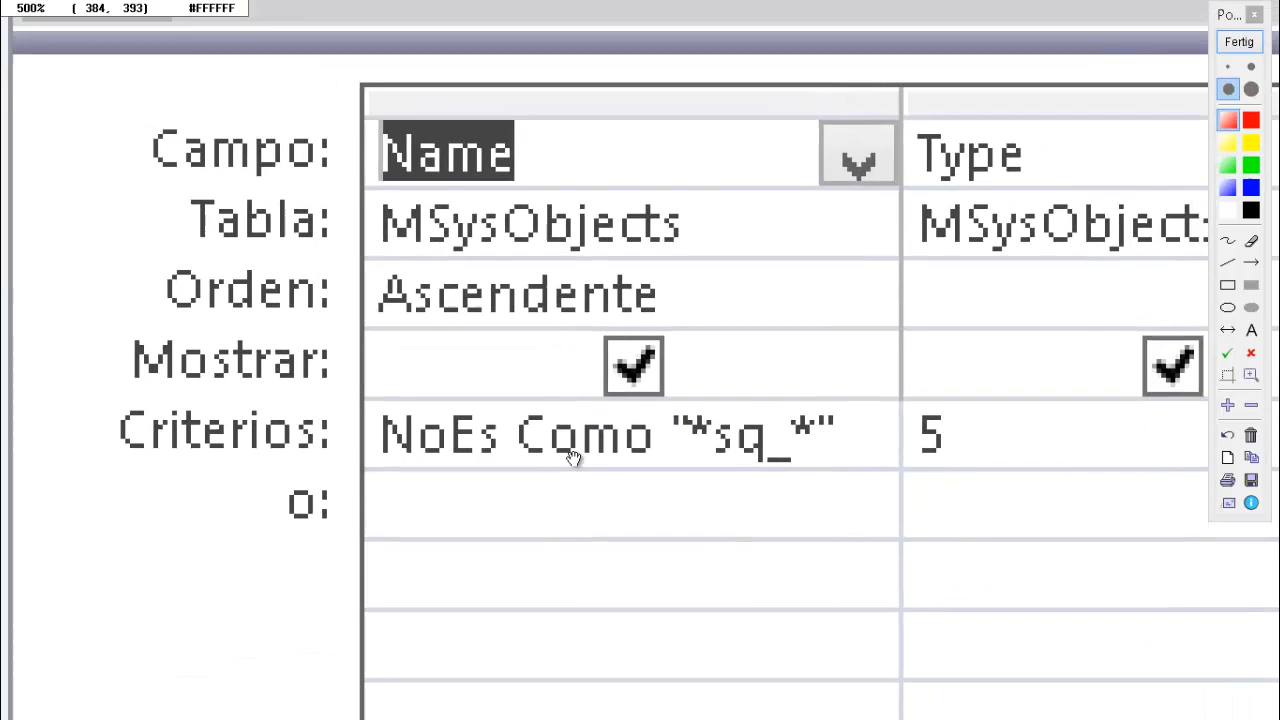 500% ( 384, 393) #FFFFFF
Po...
Fertig
Campo: Name Type
Tabla: MSysObjects MSysObjects
Orden: Ascendente
Mostrar:
Criterios: NoEs Como "*sq_*" 5
o:
A